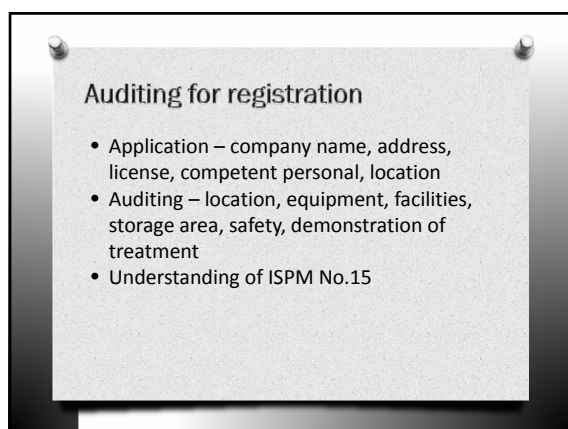 Auditing for registration
• Application – company name, address,
license, competent personal, location
• Auditing – location, equipment, facilities,
storage area, safety, demonstration of
treatment
• Understanding of ISPM No.15